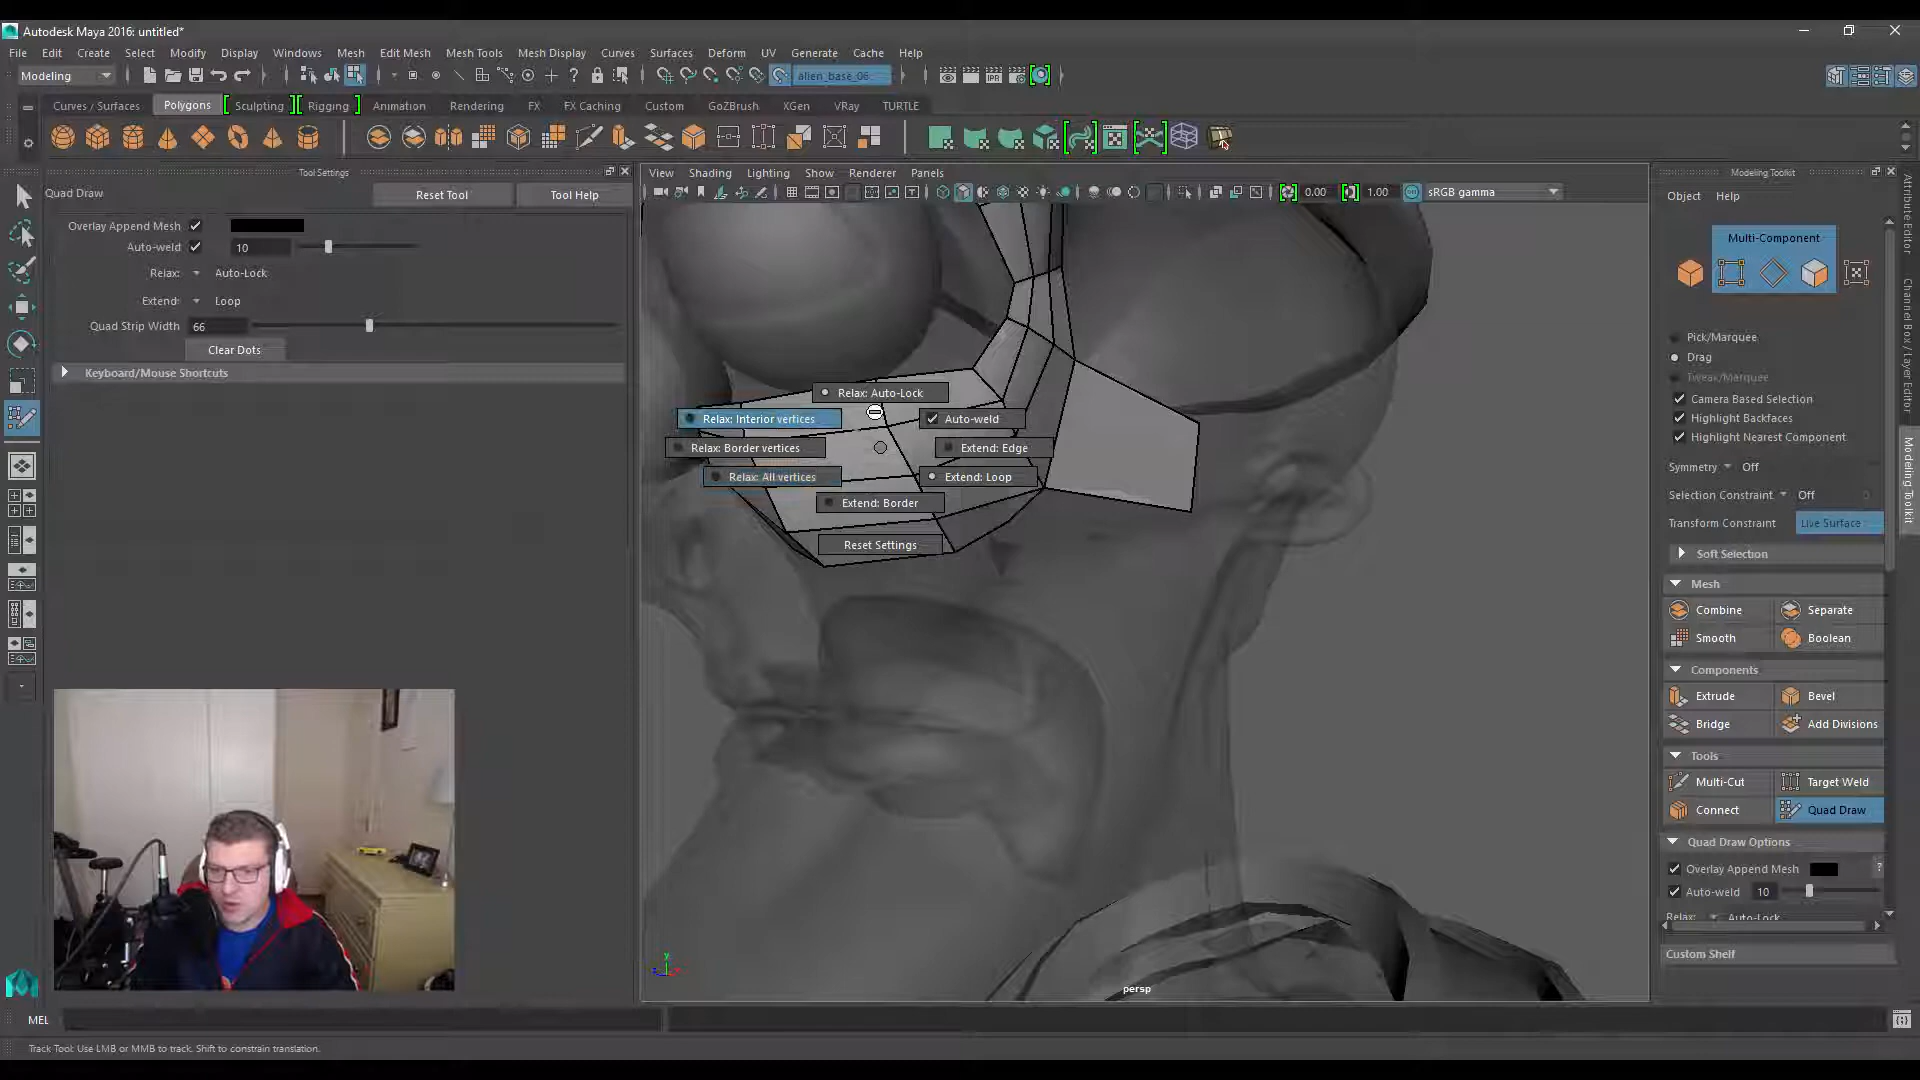 Autodesk Maya 2016: untitled*
File Edit Create Select Modify Display Windows Mesh Edit Mesh Mesh Tools Mesh Display Curves Surfaces Deform UV Generate Cache Help
Modeling alien_base_06
Curves / Surfaces Polygons Sculpting Rigging Animation Rendering FX FX Caching Custom GoZBrush XGen VRay TURTLE
Tool Settings
Quad Draw Reset Tool Tool Help
Overlay Append Mesh
Auto-weld 10
Relax: Auto-Lock
Extend: Loop
Quad Strip Width 66
Clear Dots
Keyboard/Mouse Shortcuts
View Shading Lighting Show Renderer Panels
0.00 1.00 sRGB gamma
Relax: Auto-Lock
Relax: Interior vertices Auto-weld
Relax: Border vertices Extend: Edge
Relax: All vertices Extend: Loop
Extend: Border
Reset Settings
y
persp
Modeling Toolkit
Object Help
Multi-Component
Pick/Marquee
Drag
Tweak/Marquee
Camera Based Selection
Highlight Backfaces
Highlight Nearest Component
Symmetry Off
Selection Constraint Off
Transform Constraint Live Surface
Soft Selection
Mesh
Combine Separate
Smooth Boolean
Components
Extrude Bevel
Bridge Add Divisions
Tools
Multi-Cut Target Weld
Connect Quad Draw
Quad Draw Options
Overlay Append Mesh ?
Auto-weld 10
Relax: Auto-Lock
Custom Shelf
Attribute Editor
Channel Box / Layer Editor
Modeling Toolkit
MEL
Track Tool: Use LMB or MMB to track. Shift to constrain translation.